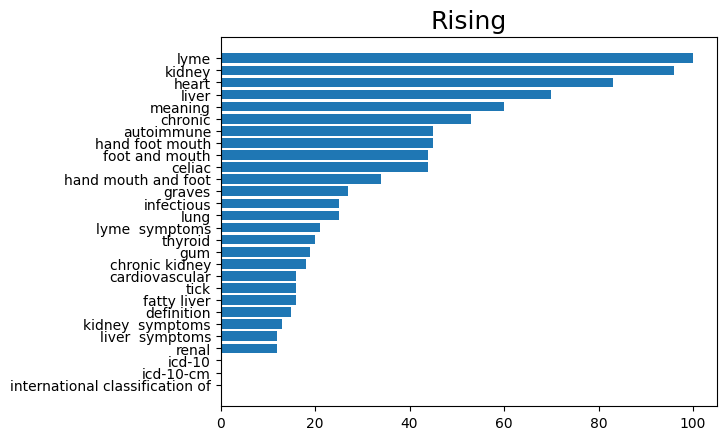 Rising
lyme
kidney
heart
liver
meaning
chronic
autoimmune
hand foot mouth
foot and mouth
celiac
hand mouth and foot
graves
infectious
lung
lyme  symptoms
thyroid
gum
chronic kidney
cardiovascular
tick
fatty liver
definition
kidney  symptoms
liver  symptoms
renal
icd-10
icd-10-cm
international classification of
0 20 40 60 80 100